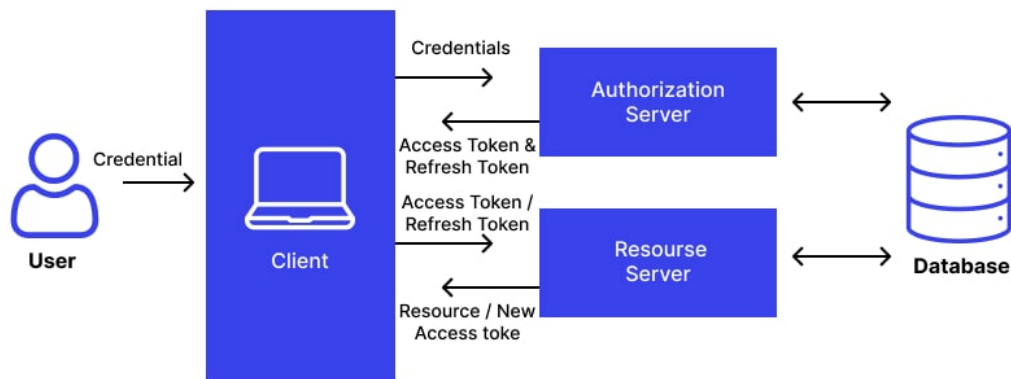 Credentials
Authorization
Server
Access Token &
Refresh Token
Credential
Access Token /
Refresh Token
User
Client
Resourse
Server
Database
Resource / New
Access toke